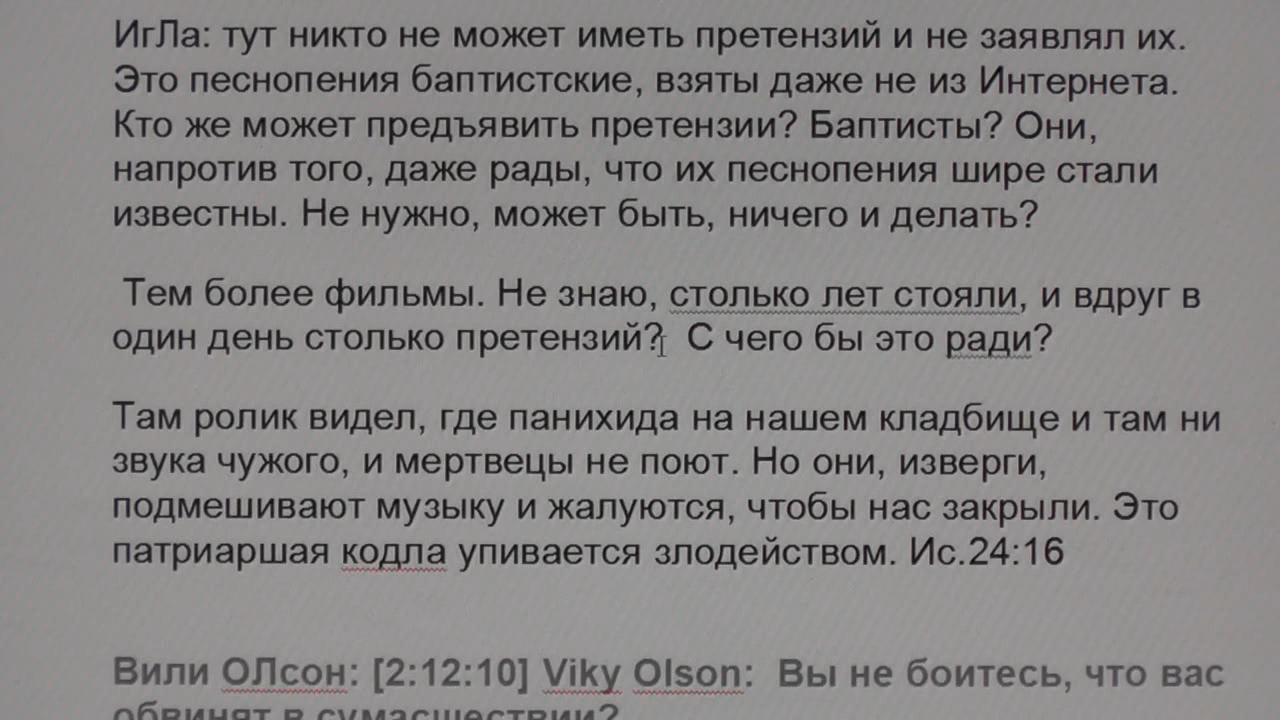 ИгЛа: тут никто не может иметь претензий и не заявлял их.
Это песнопения баптистские, взяты даже не из Интернета.
Кто же может предъявить претензии? Баптисты? Они,
напротив того, даже рады, что их песнопения шире стали
известны. Не нужно, может быть, ничего и делать?
Тем более фильмы. Не знаю, столько лет стояли, и вдруг в
один день столько претензий? С чего бы это ради?
Там ролик видел, где панихида на нашем кладбище и там ни
звука чужого, и мертвецы не поют. Но они, изверги,
подмешивают музыку и жалуются, чтобы нас закрыли. Это
патриаршая кодла упивается злодейством. Ис.24:16
Вили ОЛсон: [2:12:10] Viky Olson: Вы не боитесь, что вас
обвинят в сумасшествии?